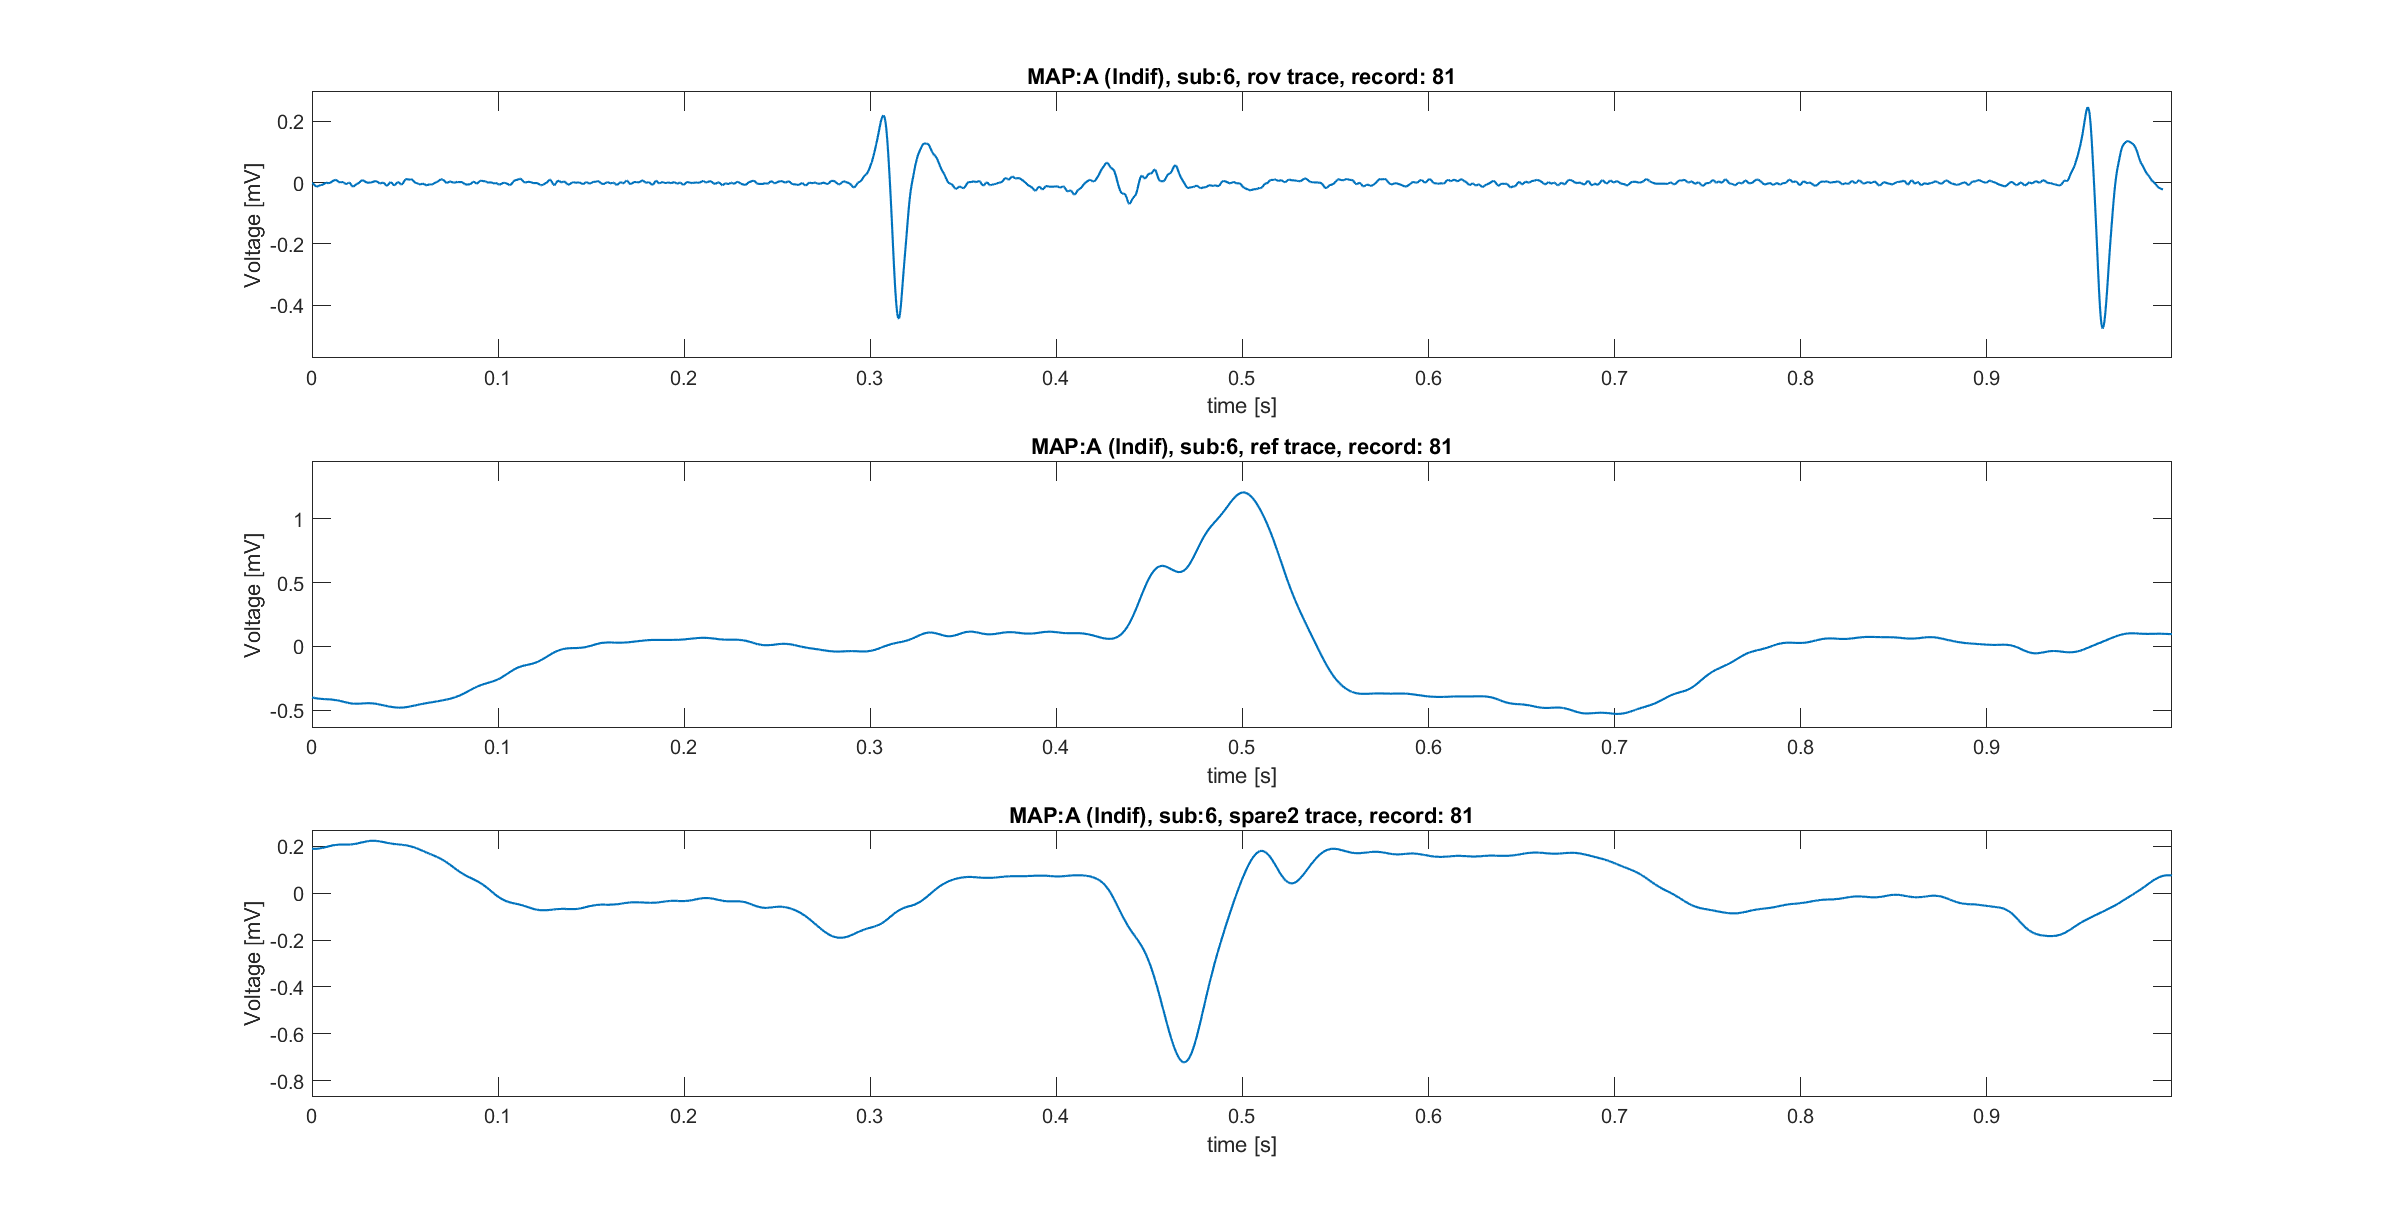 MAP:A (Indif), sub:6, rov trace, record: 81
Voltage [mV]
0.2
0
-0.2
-0.4
0 0.1 0.2 0.3 0.4 0.5 0.6 0.7 0.8 0.9
time [s]
MAP:A (Indif), sub:6, ref trace, record: 81
Voltage [mV]
1
0.5
0
-0.5
0 0.1 0.2 0.3 0.4 0.5 0.6 0.7 0.8 0.9
time [s]
MAP:A (Indif), sub:6, spare2 trace, record: 81
Voltage [mV]
0.2
0
-0.2
-0.4
-0.6
-0.8
0 0.1 0.2 0.3 0.4 0.5 0.6 0.7 0.8 0.9
time [s]